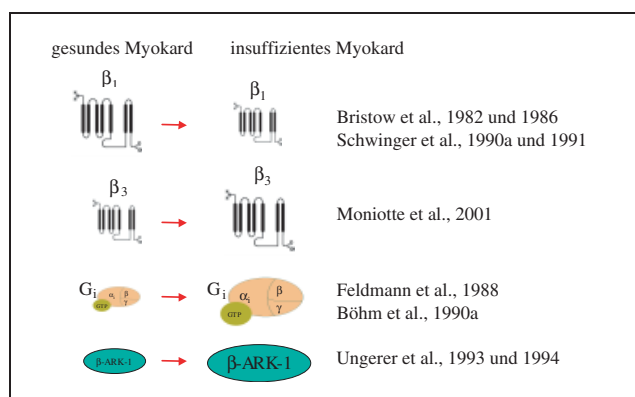 gesundes Myokard insuffizientes Myokard
β1 β1
Bristow et al., 1982 und 1986
Schwinger et al., 1990a und 1991
β3 β3
Moniotte et al., 2001
Gi αi β γ GTP Gi αi β γ GTP
Feldmann et al., 1988
Böhm et al., 1990a
β-ARK-1 β-ARK-1 Ungerer et al., 1993 und 1994